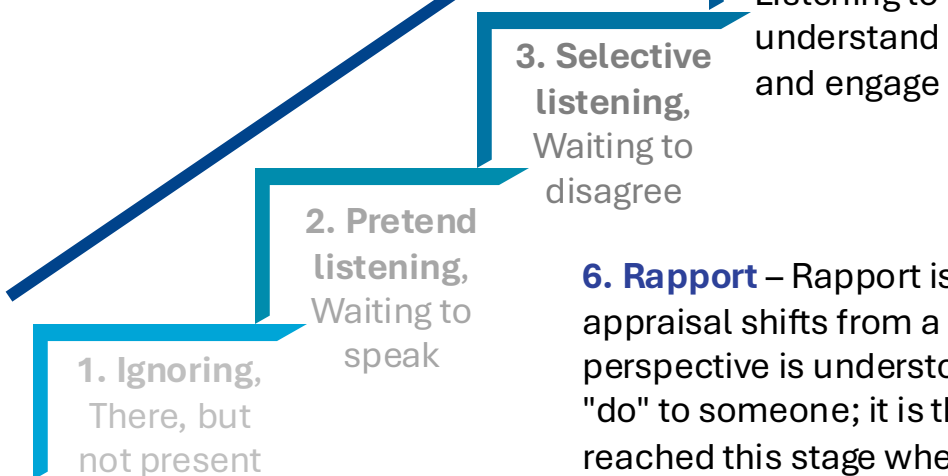 Listening to
understand
and engage
3. Selective
listening,
Waiting to
disagree
2. Pretend
listening,
Waiting to
speak
1. Ignoring,
There, but
not present
6. Rapport – Rapport is
appraisal shifts from a
perspective is understo
"do" to someone; it is th
reached this stage whe